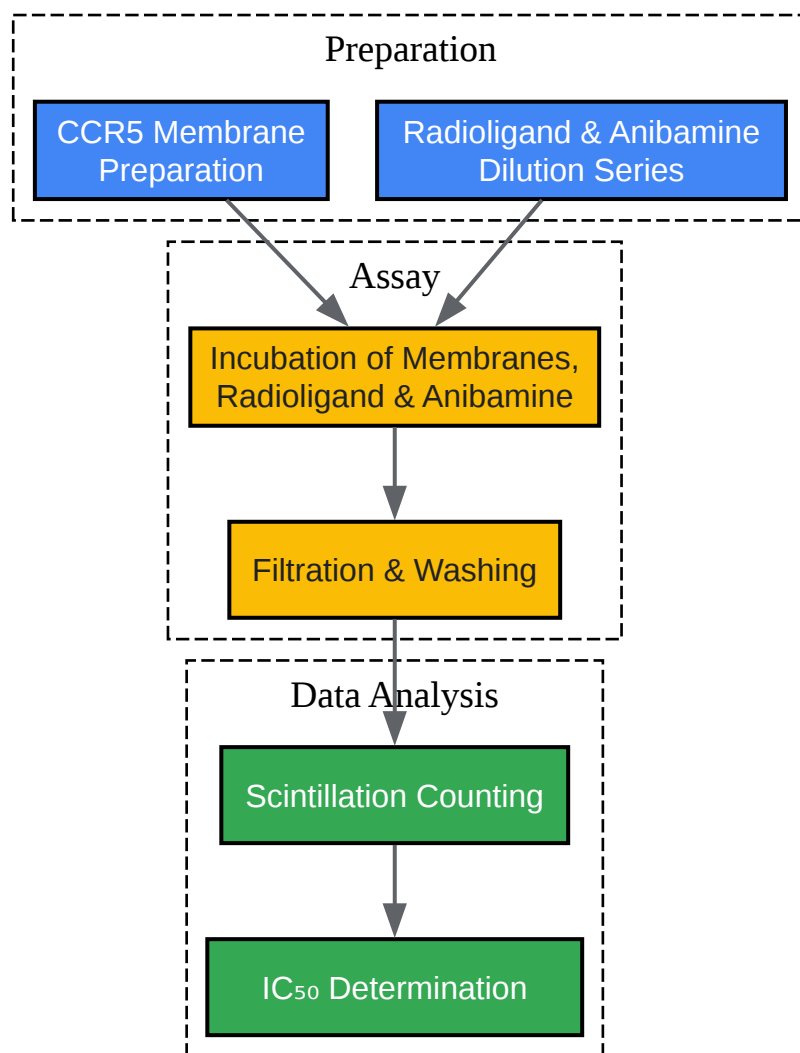 Preparation
CCR5 Membrane
Preparation
Radioligand & Anibamine
Dilution Series
Assay
Incubation of Membranes,
Radioligand & Anibamine
Filtration & Washing
Data Analysis
Scintillation Counting
IC₅₀ Determination